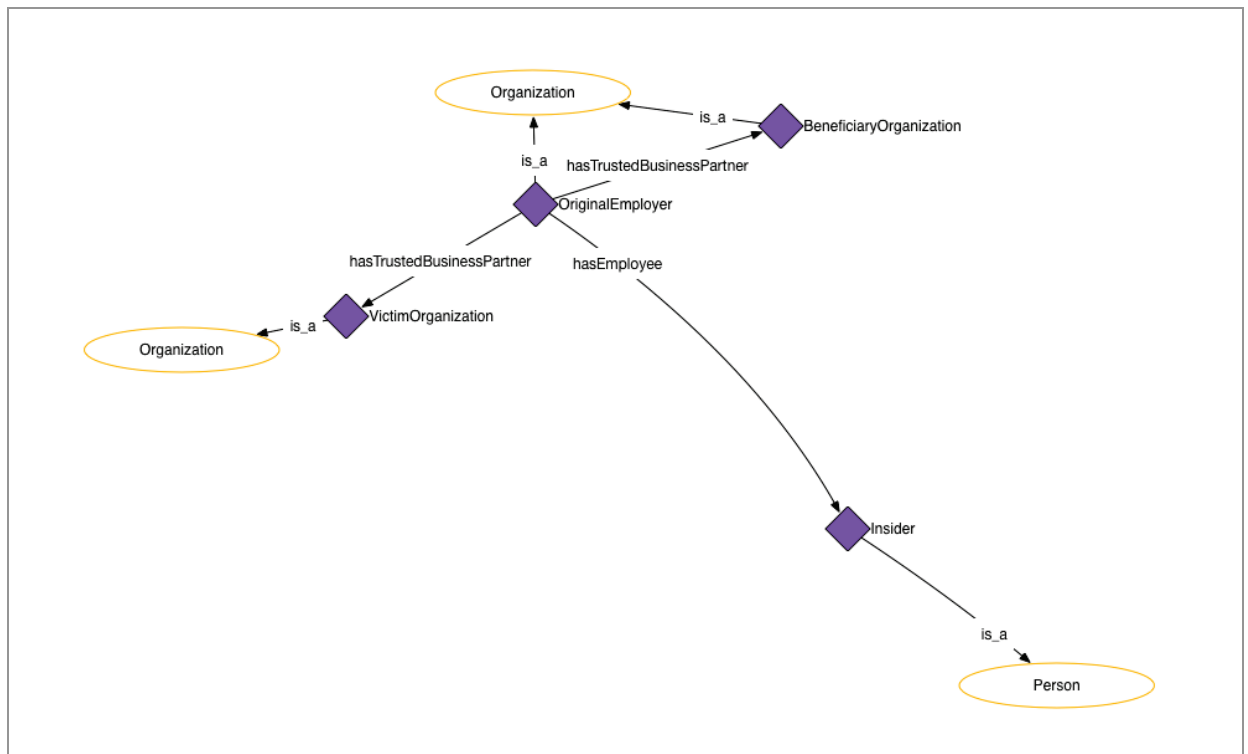 Organization
is_a
BeneficiaryOrganization
is_a
hasTrustedBusinessPartner
OriginalEmployer
hasTrustedBusinessPartner
hasEmployee
VictimOrganization
is_a
Organization
Insider
is_a
Person